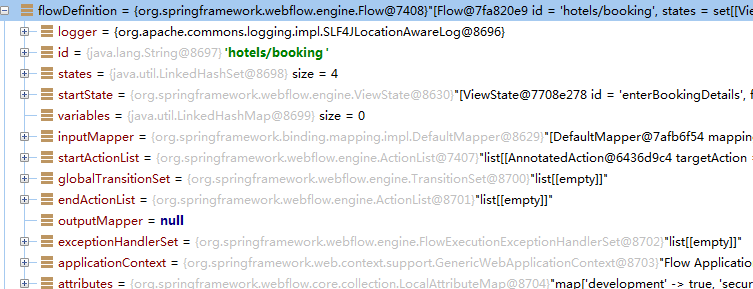 flowDefinition = {org.springframework.webflow.engine.Flow@7408}"[Flow@7fa820e9 id = 'hotels/booking', states = set[[Vi
logger = {org.apache.commons.logging.impl.SLF4JLocationAwareLog@8696}
id = {java.lang.String@8697} 'hotels/booking '
states = {java.util.LinkedHashSet@8698} size = 4
startState = {org.springframework.webflow.engine.ViewState@8630}"[ViewState@7708e278 id = 'enterBookingDetails', f
variables = {java.util.LinkedHashMap@8699} size = 0
inputMapper = {org.springframework.binding.mapping.impl.DefaultMapper@8629}"[DefaultMapper@7afb6f54 mappin
startActionList = {org.springframework.webflow.engine.ActionList@7407}"list[[AnnotatedAction@6436d9c4 targetAction =
globalTransitionSet = {org.springframework.webflow.engine.TransitionSet@8700}"list[[empty]]"
endActionList = {org.springframework.webflow.engine.ActionList@8701}"list[[empty]]"
outputMapper = null
exceptionHandlerSet = {org.springframework.webflow.engine.FlowExecutionExceptionHandlerSet@8702}"list[[empty]]"
applicationContext = {org.springframework.web.context.support.GenericWebApplicationContext@8703}"Flow Applicatio
attributes = {org.springframework.webflow.core.collection.LocalAttributeMap@8704}"map['development' -> true, 'secur